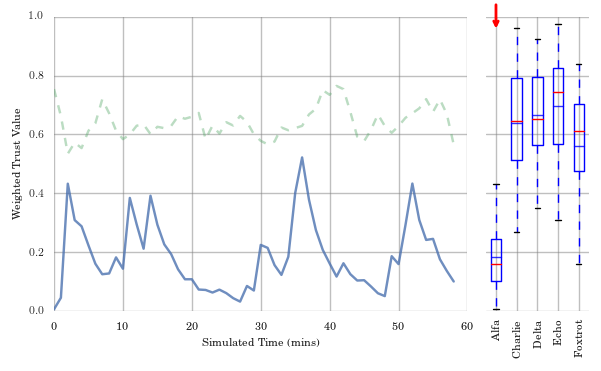 Weighted Trust Value
1.0
0.8
0.6
0.4
0.2
0.0
0 10 20 30 40 50 60
Simulated Time (mins)
Alfa
Charlie
Delta
Echo
Foxtrot